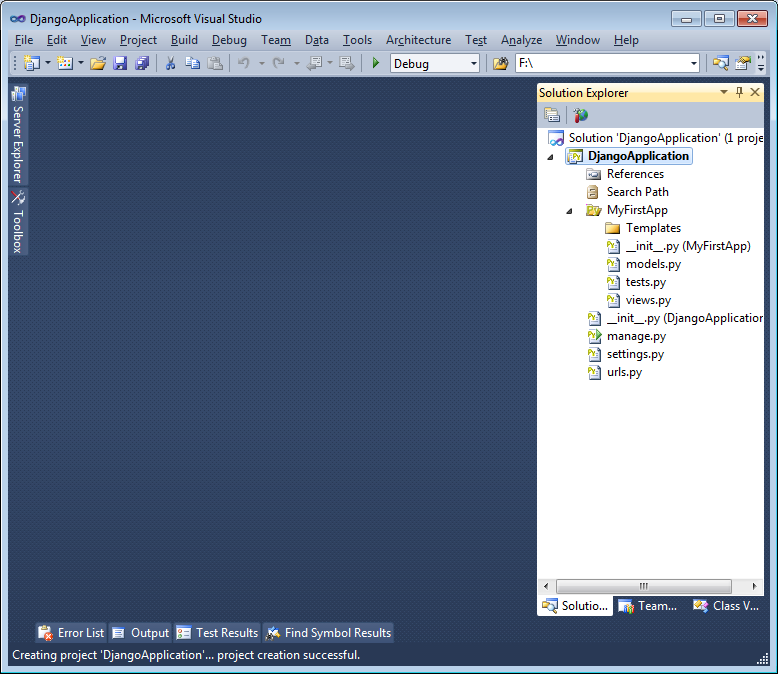 DjangoApplication - Microsoft Visual Studio
File Edit View Project Build Debug Team Data Tools Architecture Test Analyze Window Help
Debug F:\
Server Explorer
Toolbox
Solution Explorer
Solution 'DjangoApplication' (1 proje
DjangoApplication
References
Search Path
MyFirstApp
Templates
__init__.py (MyFirstApp)
models.py
tests.py
views.py
__init__.py (DjangoApplication
manage.py
settings.py
urls.py
Solutio... Team... Class V...
Error List Output Test Results Find Symbol Results
Creating project 'DjangoApplication'... project creation successful.